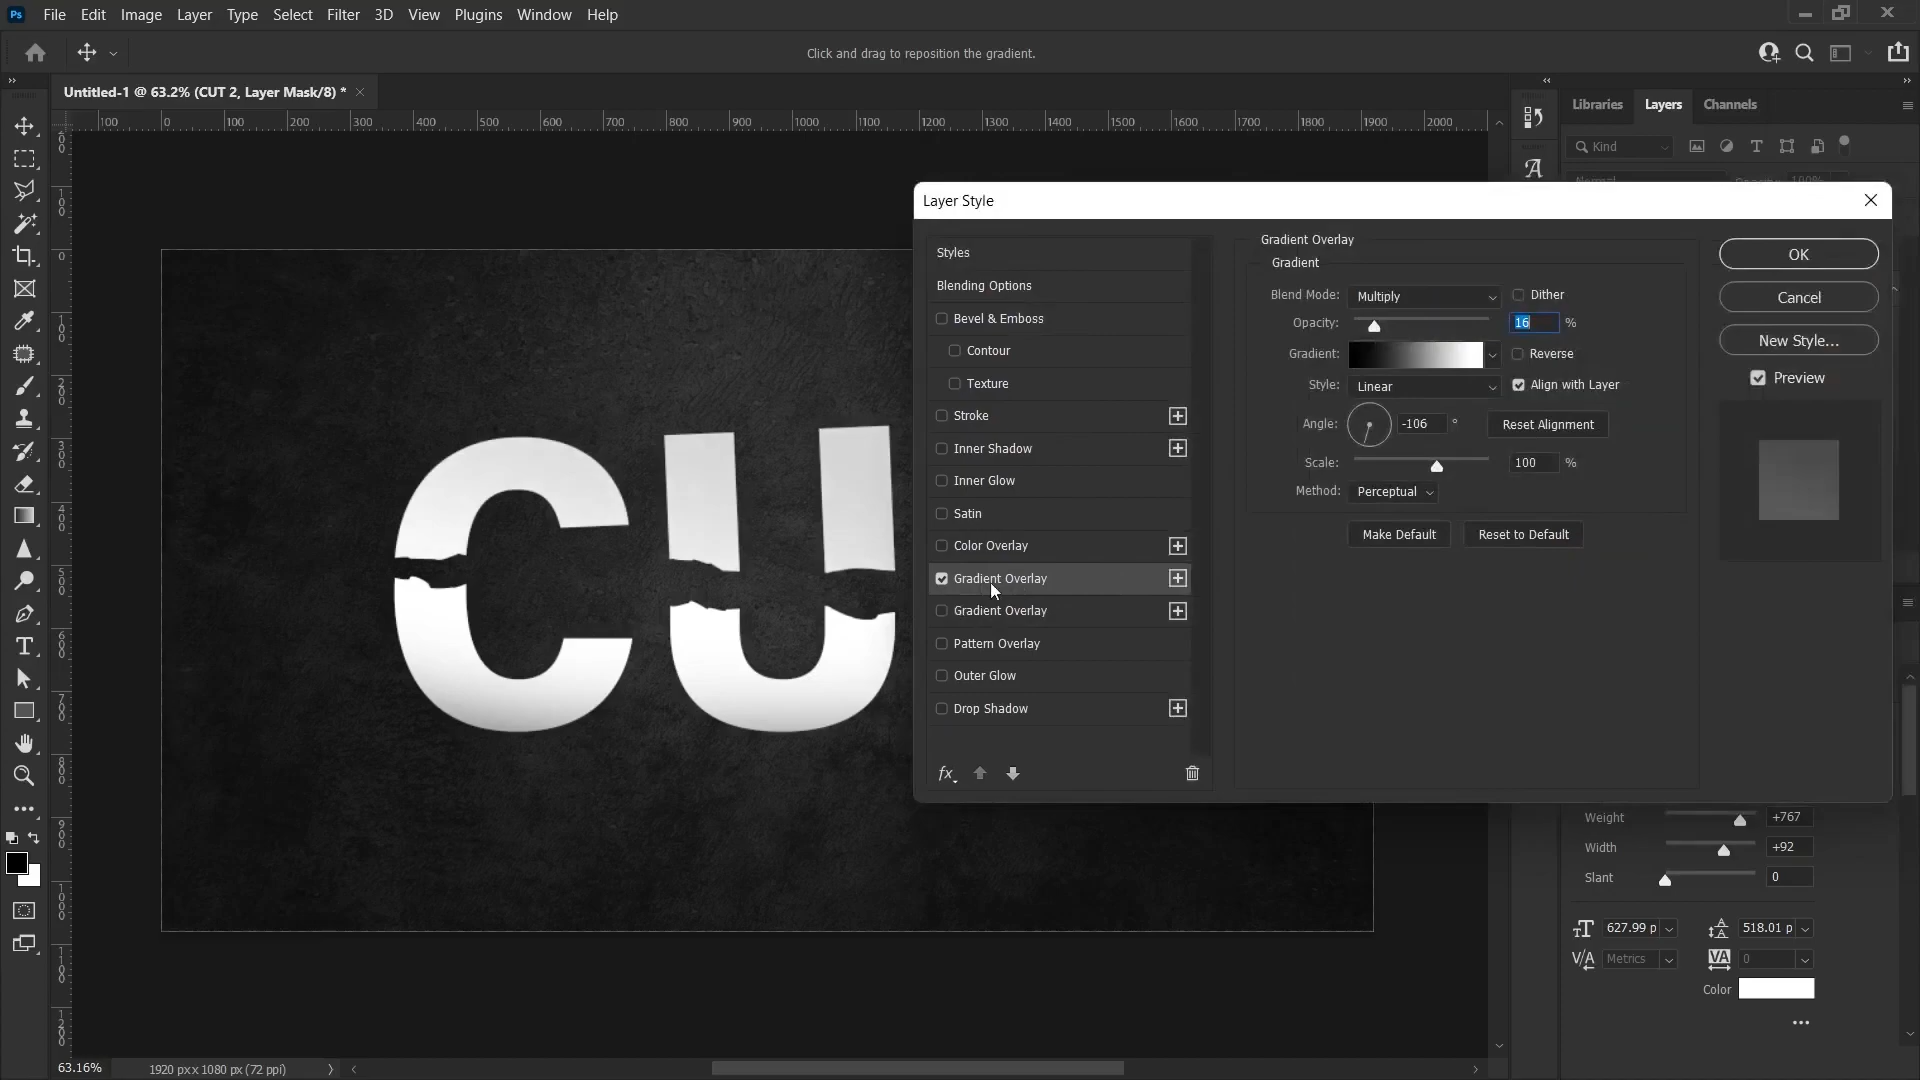 Ps File Edit Image Layer Type Select Filter 3D View Plugins Window Help
Click and drag to reposition the gradient.
Untitled-1 @ 63.2% (CUT 2, Layer Mask/8) *
Libraries Layers Channels
100 0 100 200 300 400 500 600 700 800 900 1000 1100 1200 1300 1400 1500 1600 1700 1800 1900 2000
Kind
Normal
Opacity: 100%
Layer Style
Styles
Blending Options
Bevel & Emboss
Contour
Texture
Stroke
Inner Shadow
Inner Glow
Satin
Color Overlay
Gradient Overlay
Gradient Overlay
Pattern Overlay
Outer Glow
Drop Shadow
fx
Gradient Overlay
Gradient
Blend Mode: Multiply Dither
Opacity: 16 %
Gradient: Reverse
Style: Linear Align with Layer
Angle: -106 ° Reset Alignment
Scale: 100 %
Method: Perceptual
Make Default Reset to Default
OK
Cancel
New Style...
Preview
CU
Weight +767
Width +92
Slant 0
627.99 p 518.01 p
Metrics 0
Color
63.16% 1920 px x 1080 px (72 ppi)